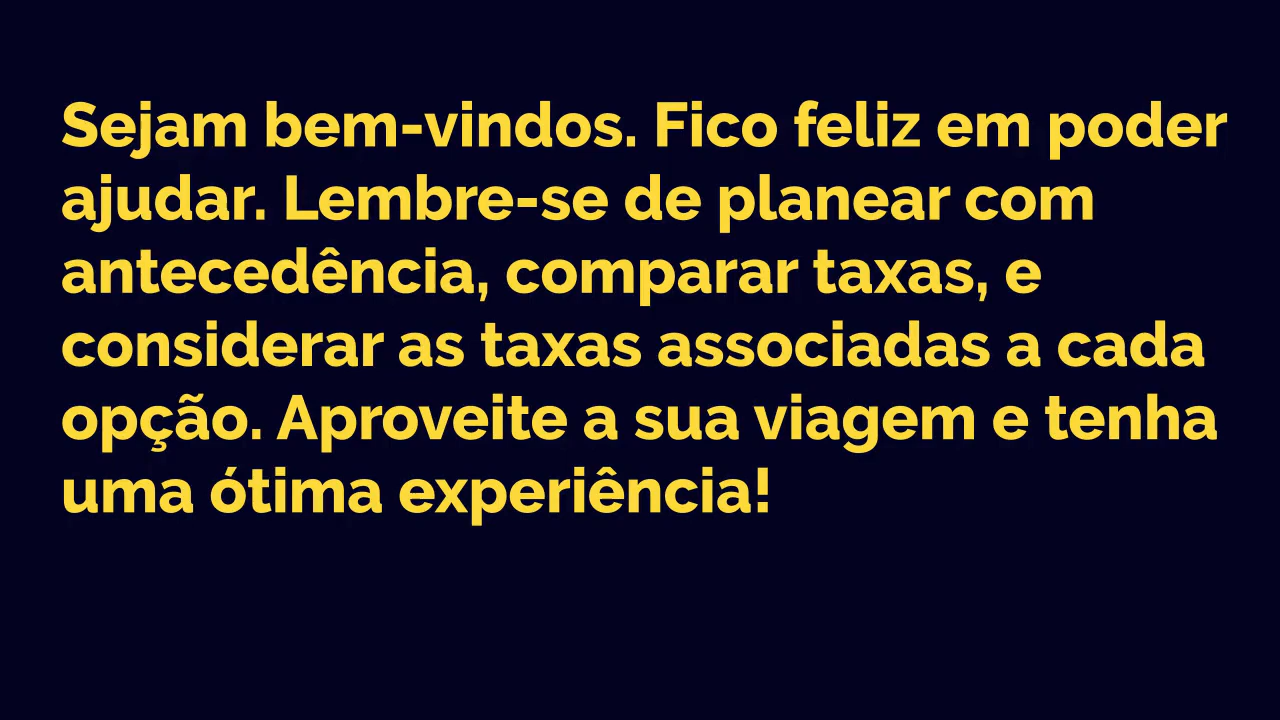 Sejam bem-vindos. Fico feliz em poder
ajudar. Lembre-se de planear com
antecedência, comparar taxas, e
considerar as taxas associadas a cada
opção. Aproveite a sua viagem e tenha
uma ótima experiência!